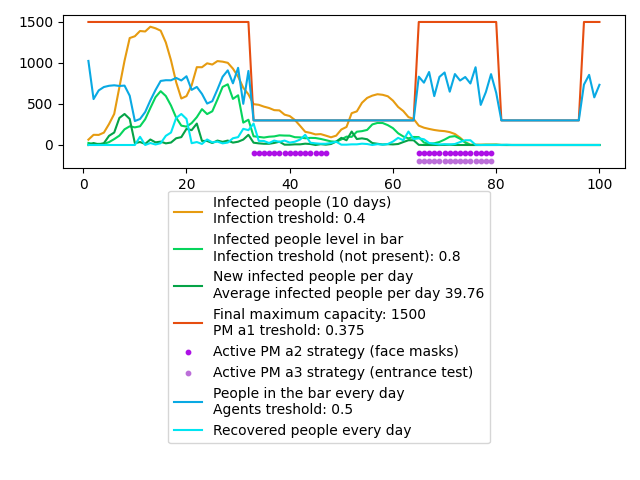 1500
1000
500
0
0 20 40 60 80 100
Infected people (10 days)
Infection treshold: 0.4
Infected people level in bar
Infection treshold (not present): 0.8
New infected people per day
Average infected people per day 39.76
Final maximum capacity: 1500
PM a1 treshold: 0.375
Active PM a2 strategy (face masks)
Active PM a3 strategy (entrance test)
People in the bar every day
Agents treshold: 0.5
Recovered people every day